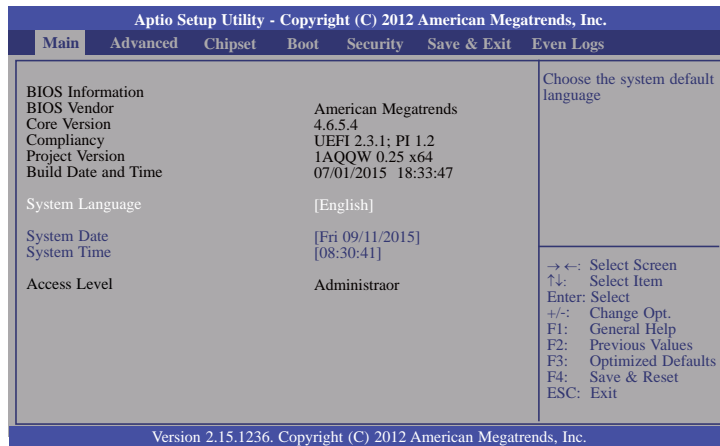 Aptio Setup Utility - Copyright (C) 2012 American Megatrends, Inc.
Main Advanced Chipset Boot Security Save & Exit Even Logs
BIOS Information
BIOS Vendor American Megatrends
Core Version 4.6.5.4
Compliancy UEFI 2.3.1; PI 1.2
Project Version 1AQQW 0.25 x64
Build Date and Time 07/01/2015 18:33:47
System Language [English]
System Date [Fri 09/11/2015]
System Time [08:30:41]
Access Level Administraor
Choose the system default
language
→←: Select Screen
↑↓: Select Item
Enter: Select
+/-: Change Opt.
F1: General Help
F2: Previous Values
F3: Optimized Defaults
F4: Save & Reset
ESC: Exit
Version 2.15.1236. Copyright (C) 2012 American Megatrends, Inc.